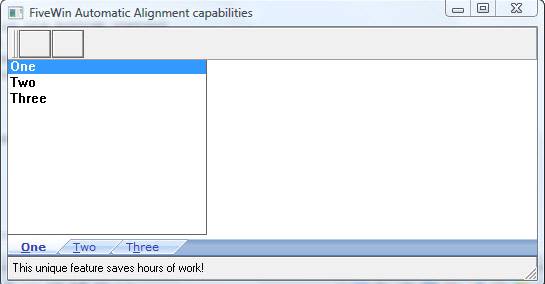 FiveWin Automatic Alignment capabilities
One
Two
Three
One Two Three
This unique feature saves hours of work!